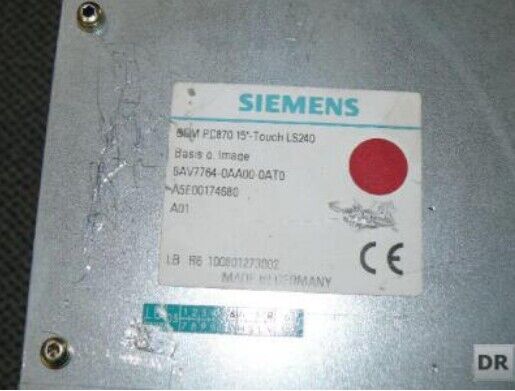 SIEMENS
PC870 15"-Touch LS240
Basis o. Image
6AV7764-0AA00-0AT0
A5E00174680
A01
LB R6 100801273002
MADE IN GERMANY
CE
DR